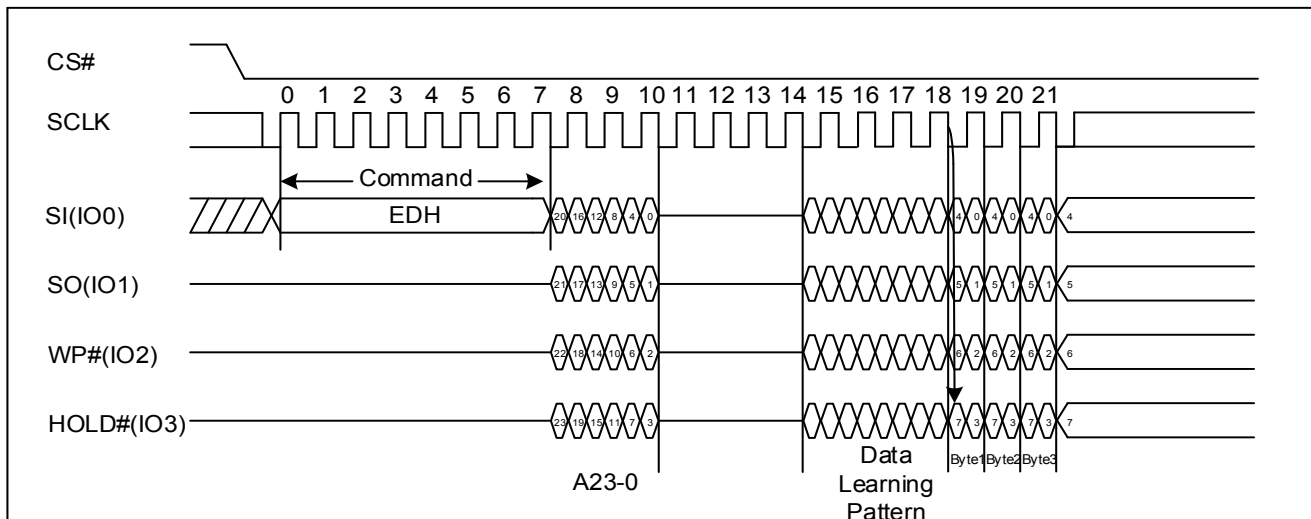 CS#
0 1 2 3 4 5 6 7 8 9 10 11 12 13 14 15 16 17 18 19 20 21
SCLK
Command
SI(IO0)
EDH
20 16 12 8 4 0 4 0 4 0 4 0 4
SO(IO1)
21 17 13 9 5 1 5 1 5 1 5 1 5
WP#(IO2)
22 18 14 10 6 2 6 2 6 2 6 2 6
HOLD#(IO3)
23 19 15 11 7 3 7 3 7 3 7 3 7
A23-0
Data
Learning
Pattern
Byte1 Byte2 Byte3